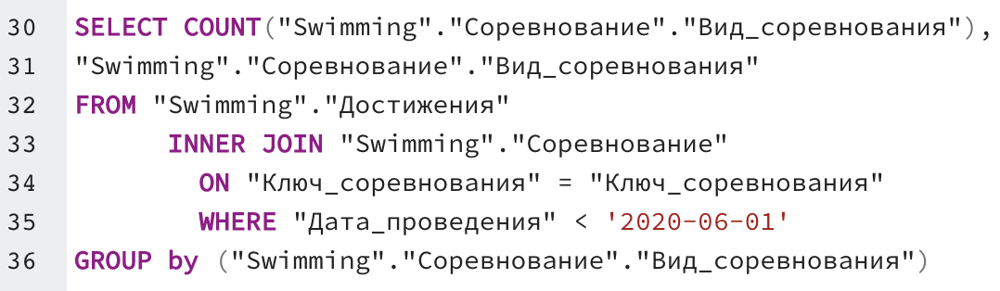 30 SELECT COUNT("Swimming"."Соревнование"."Вид_соревнования"),
31 "Swimming"."Соревнование"."Вид_соревнования"
32 FROM "Swimming"."Достижения"
33 INNER JOIN "Swimming"."Соревнование"
34 ON "Ключ_соревнования" = "Ключ_соревнования"
35 WHERE "Дата_проведения" < '2020-06-01'
36 GROUP by ("Swimming"."Соревнование"."Вид_соревнования")